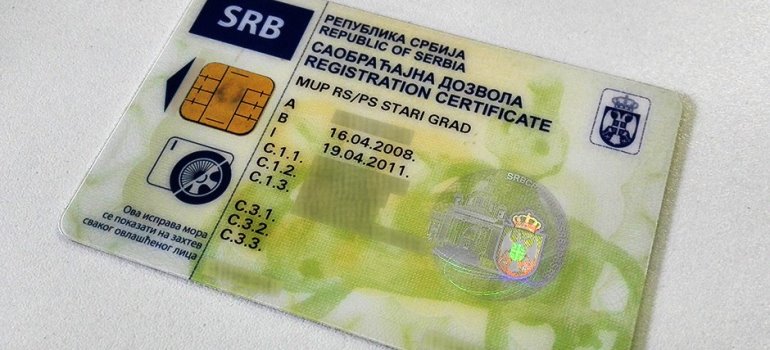 SRB
РЕПУБЛИКА СРБИЈА
REPUBLIC OF SERBIA
САОБРАЋАЈНА ДОЗВОЛА
REGISTRATION CERTIFICATE
MUP RS/PS STARI GRAD
A
B 16.04.2008.
I 19.04.2011.
C.1.1.
C.1.2.
C.1.3.
C.3.1.
C.3.2.
C.3.3.
Ова исправа мора
се показати на захтев
сваког овлашћеног лица